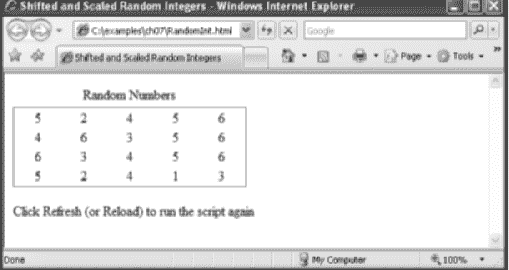 Shifted and Scaled Random Integers - Windows Internet Explorer
C:\examples\ch07\RandomInt.html
Google
Shifted and Scaled Random Integers
Page
Tools
Random Numbers
5 2 4 5 6
4 6 3 5 6
6 3 4 5 6
5 2 4 1 3
Click Refresh (or Reload) to run the script again
Done
My Computer
100%